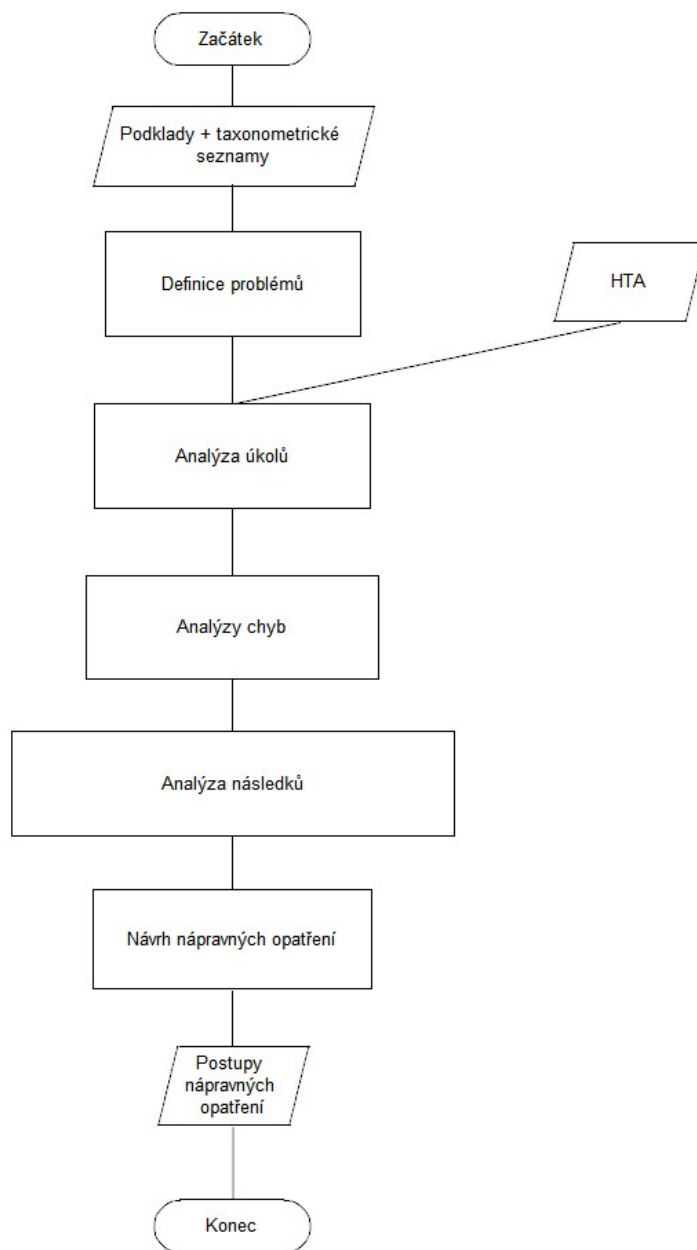 Začátek
Podklady + taxonometrické
seznamy
Definice problémů
HTA
Analýza úkolů
Analýzy chyb
Analýza následků
Návrh nápravných opatření
Postupy
nápravných
opatření
Konec